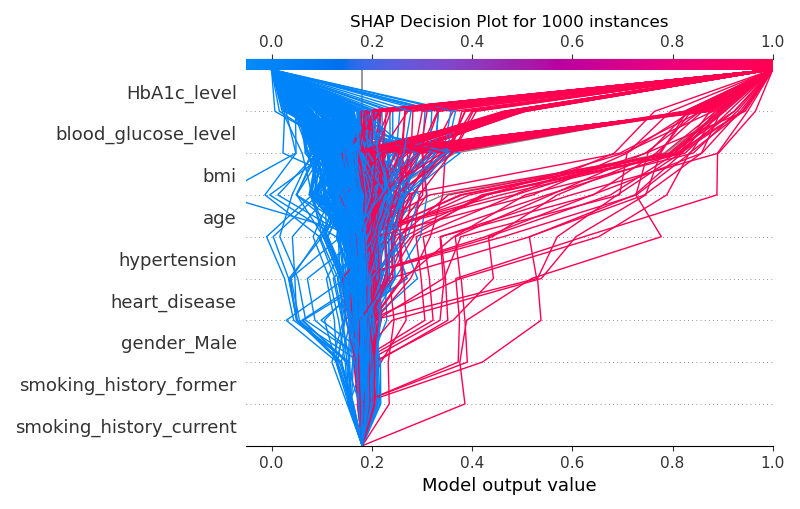 SHAP Decision Plot for 1000 instances
0.0 0.2 0.4 0.6 0.8 1.0
HbA1c_level
blood_glucose_level
bmi
age
hypertension
heart_disease
gender_Male
smoking_history_former
smoking_history_current
0.0 0.2 0.4 0.6 0.8 1.0
Model output value